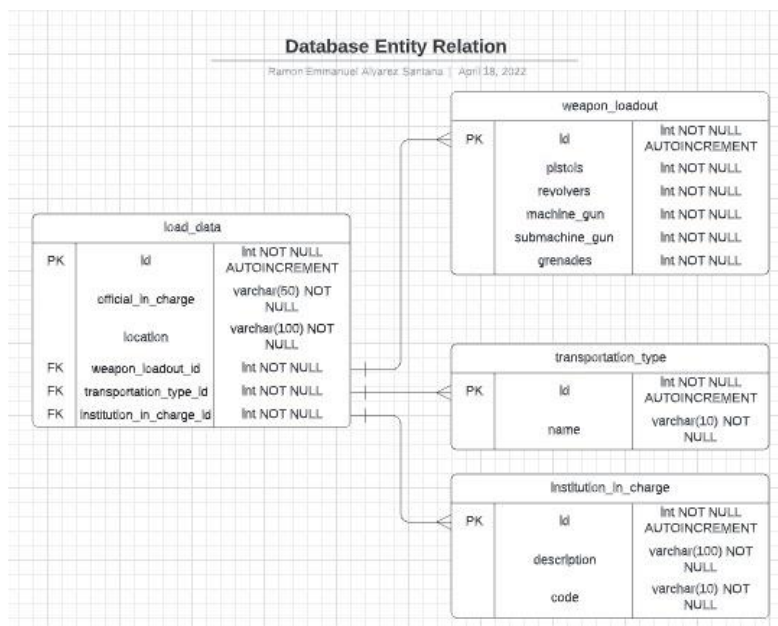 Database Entity Relation
Ramon Emmanuel Alvarez Santana | April 18, 2022
weapon_loadout
PK Id Int NOT NULL
AUTOINCREMENT
pistols Int NOT NULL
revolvers Int NOT NULL
machine_gun Int NOT NULL
submachine_gun Int NOT NULL
grenades Int NOT NULL
load_data
PK Id Int NOT NULL
AUTOINCREMENT
official_in_charge varchar(50) NOT
NULL
location varchar(100) NOT
NULL
FK weapon_loadout_id Int NOT NULL
FK transportation_type_Id Int NOT NULL
FK Institution_in_charge_Id Int NOT NULL
transportation_type
PK Id Int NOT NULL
AUTOINCREMENT
name varchar(10) NOT
NULL
Institution_in_charge
PK Id Int NOT NULL
AUTOINCREMENT
description varchar(100) NOT
NULL
code varchar(10) NOT
NULL